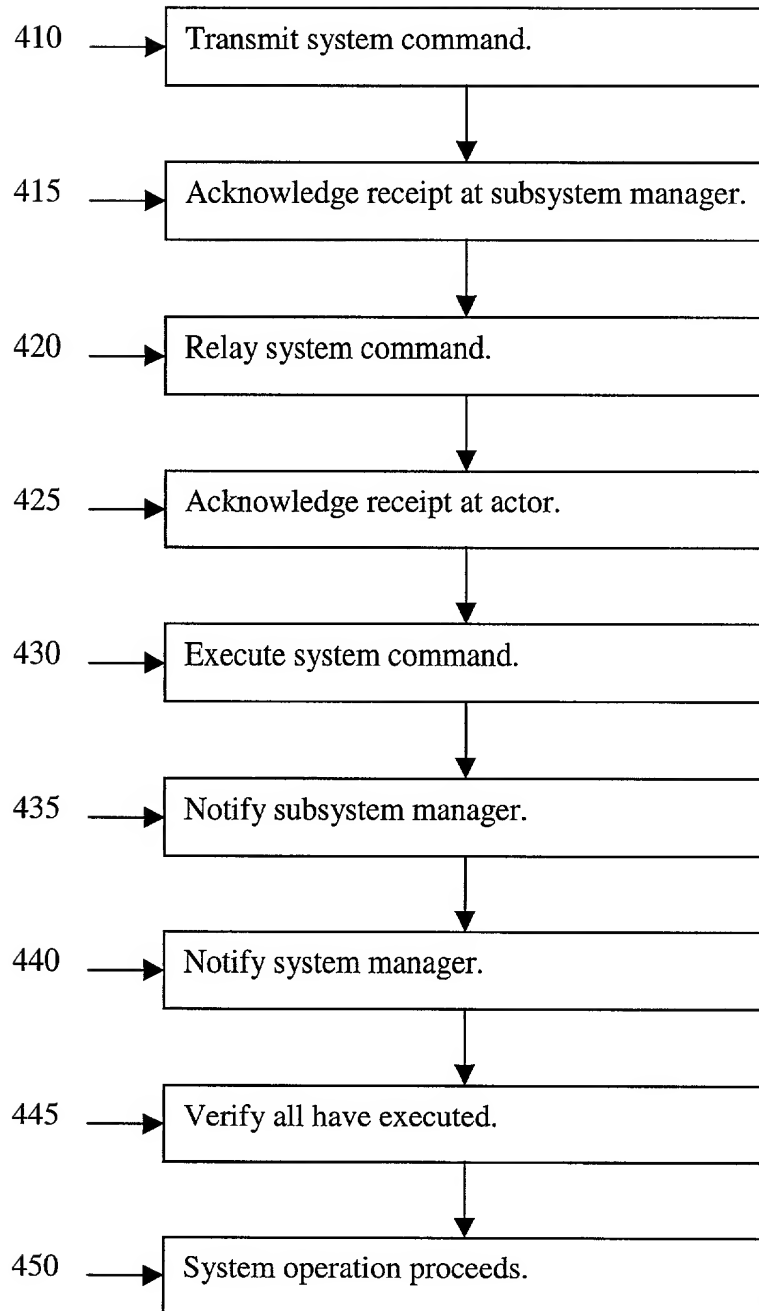 410 Transmit system command.
415 Acknowledge receipt at subsystem manager.
420 Relay system command.
425 Acknowledge receipt at actor.
430 Execute system command.
435 Notify subsystem manager.
440 Notify system manager.
445 Verify all have executed.
450 System operation proceeds.